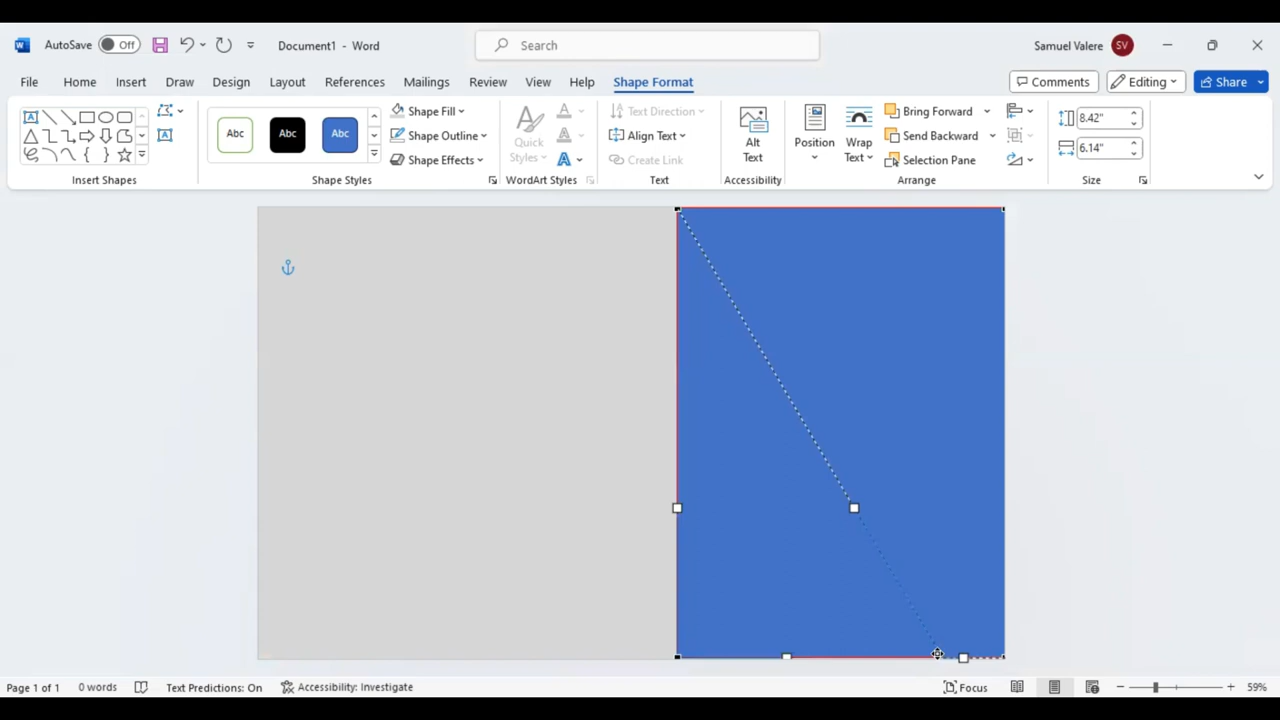 AutoSave Off Document1 - Word Search Samuel Valere SV
File Home Insert Draw Design Layout References Mailings Review View Help Shape Format Comments Editing Share
Abc Abc Abc
Shape Fill
Shape Outline
Shape Effects
Quick Styles
Text Direction
Align Text
Create Link
Alt Text
Position
Wrap Text
Bring Forward
Send Backward
Selection Pane
8.42"
6.14"
Insert Shapes Shape Styles WordArt Styles Text Accessibility Arrange Size
Page 1 of 1 0 words Text Predictions: On Accessibility: Investigate Focus 59%